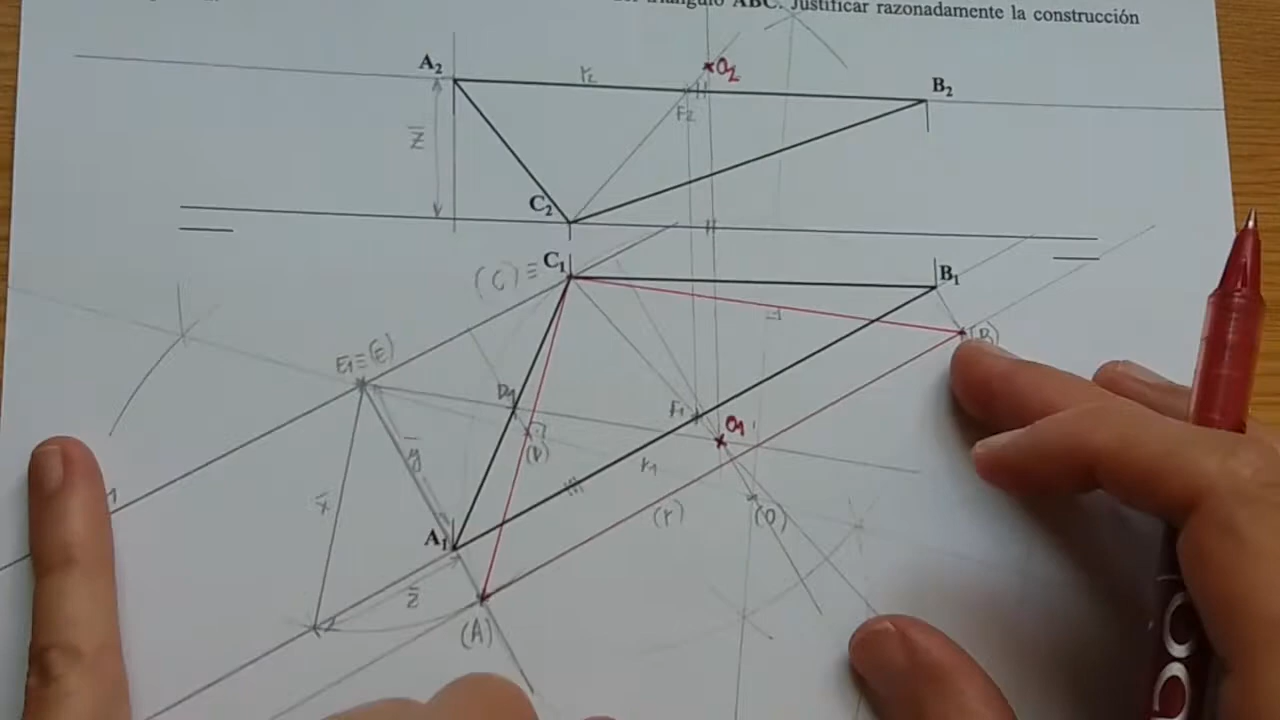 triángulo ABC. Justificar razonadamente la construcción
A₂
r₂
O₂
B₂
F₂
z̄
C₂
(C) ≡ C₁
B₁
(B)
E₁≡(E)
D₁
F₁
O₁
ȳ
(D)
r₁
x̄
(r)
(O)
A₁
z̄
(A)